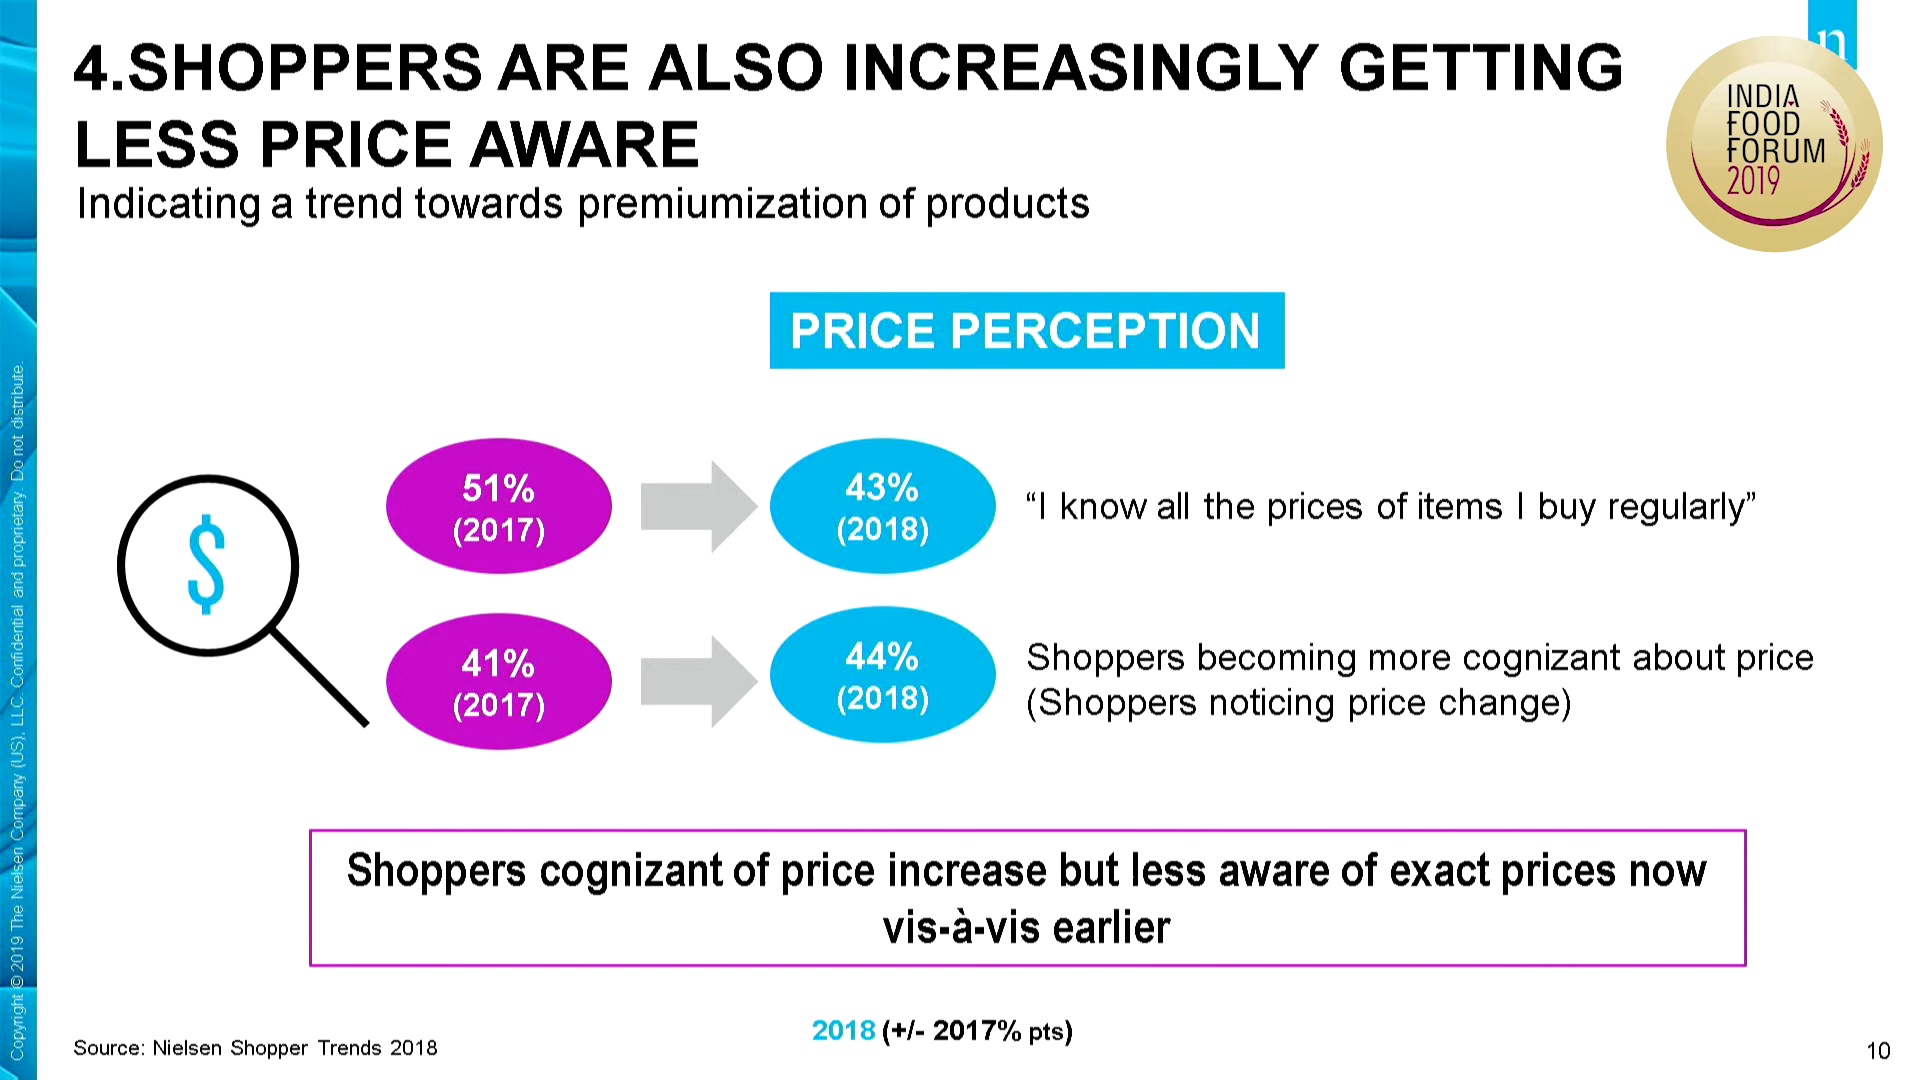 4.SHOPPERS ARE ALSO INCREASINGLY GETTING
LESS PRICE AWARE
Indicating a trend towards premiumization of products
n
INDIA
FOOD
FORUM
2019
PRICE PERCEPTION
$
51%
(2017)
43%
(2018)
“I know all the prices of items I buy regularly”
41%
(2017)
44%
(2018)
Shoppers becoming more cognizant about price
(Shoppers noticing price change)
Shoppers cognizant of price increase but less aware of exact prices now
vis-à-vis earlier
2018 (+/- 2017% pts)
Source: Nielsen Shopper Trends 2018
10
Copyright © 2019 The Nielsen Company (US), LLC. Confidential and proprietary. Do not distribute.